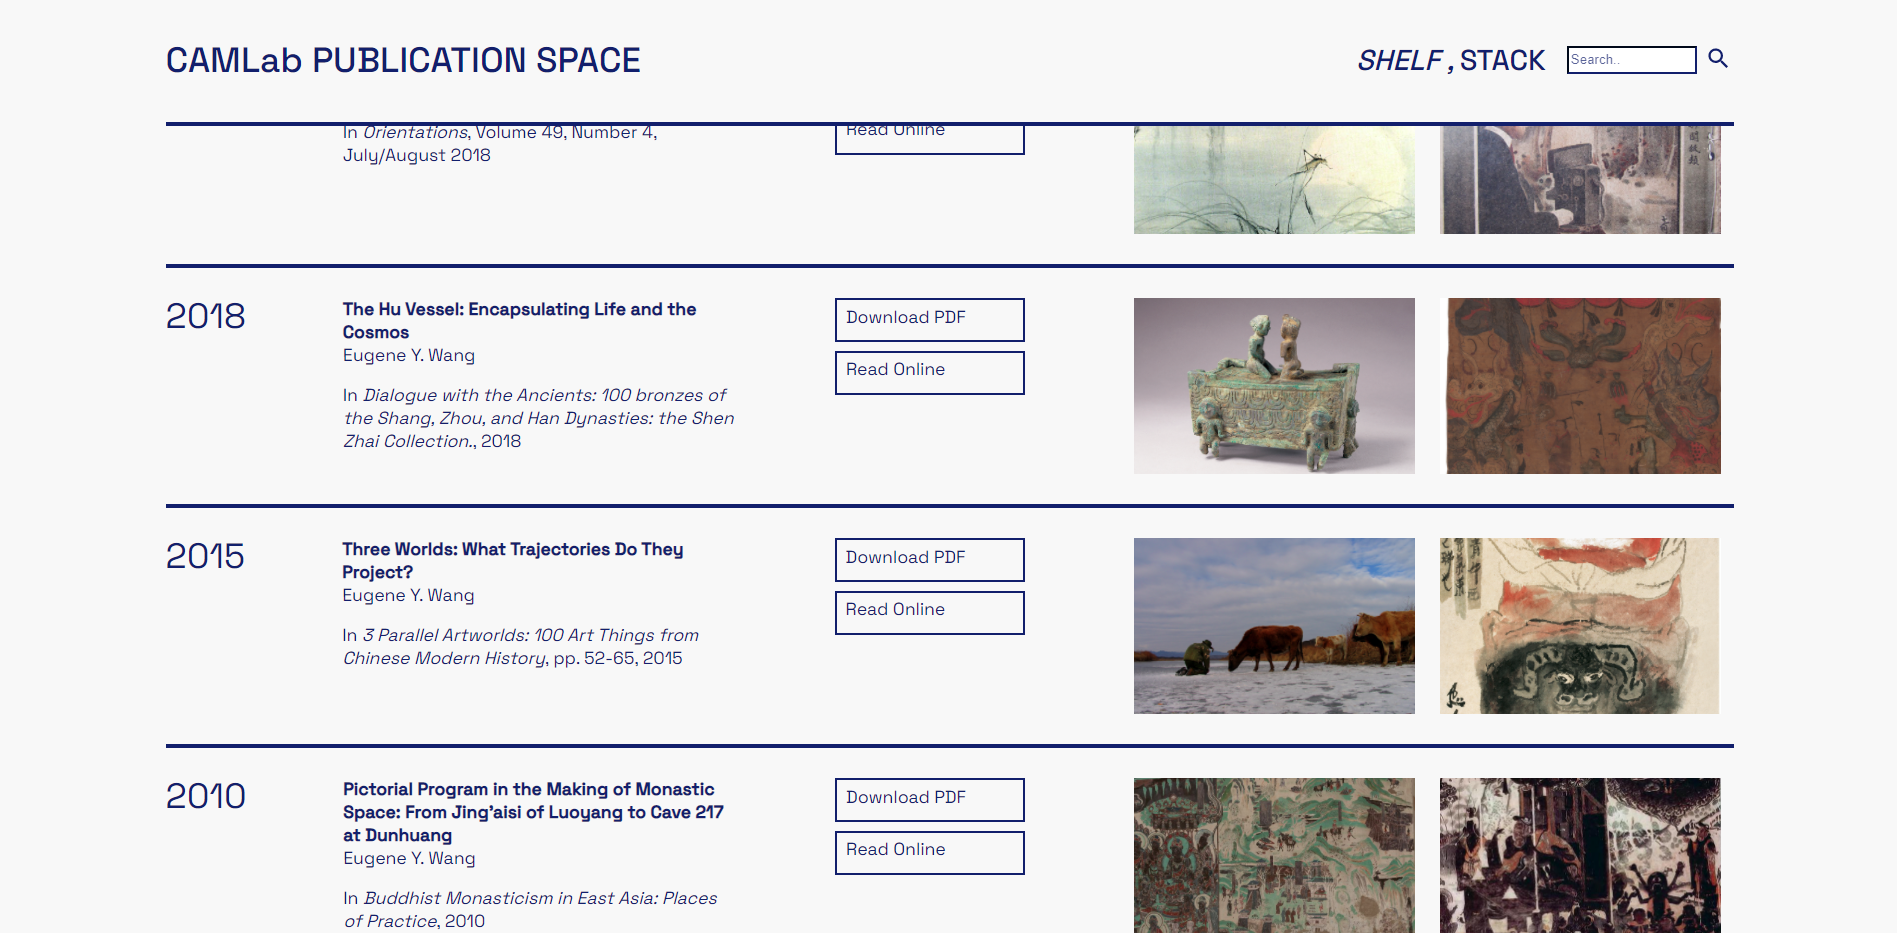 CAMLab PUBLICATION SPACE
SHELF , STACK
Search..
In Orientations, Volume 49, Number 4,
July/August 2018
Read Online
2018
The Hu Vessel: Encapsulating Life and the
Cosmos
Eugene Y. Wang
In Dialogue with the Ancients: 100 bronzes of
the Shang, Zhou, and Han Dynasties: the Shen
Zhai Collection., 2018
Download PDF
Read Online
2015
Three Worlds: What Trajectories Do They
Project?
Eugene Y. Wang
In 3 Parallel Artworlds: 100 Art Things from
Chinese Modern History, pp. 52-65, 2015
Download PDF
Read Online
2010
Pictorial Program in the Making of Monastic
Space: From Jing'aisi of Luoyang to Cave 217
at Dunhuang
Eugene Y. Wang
In Buddhist Monasticism in East Asia: Places
of Practice, 2010
Download PDF
Read Online